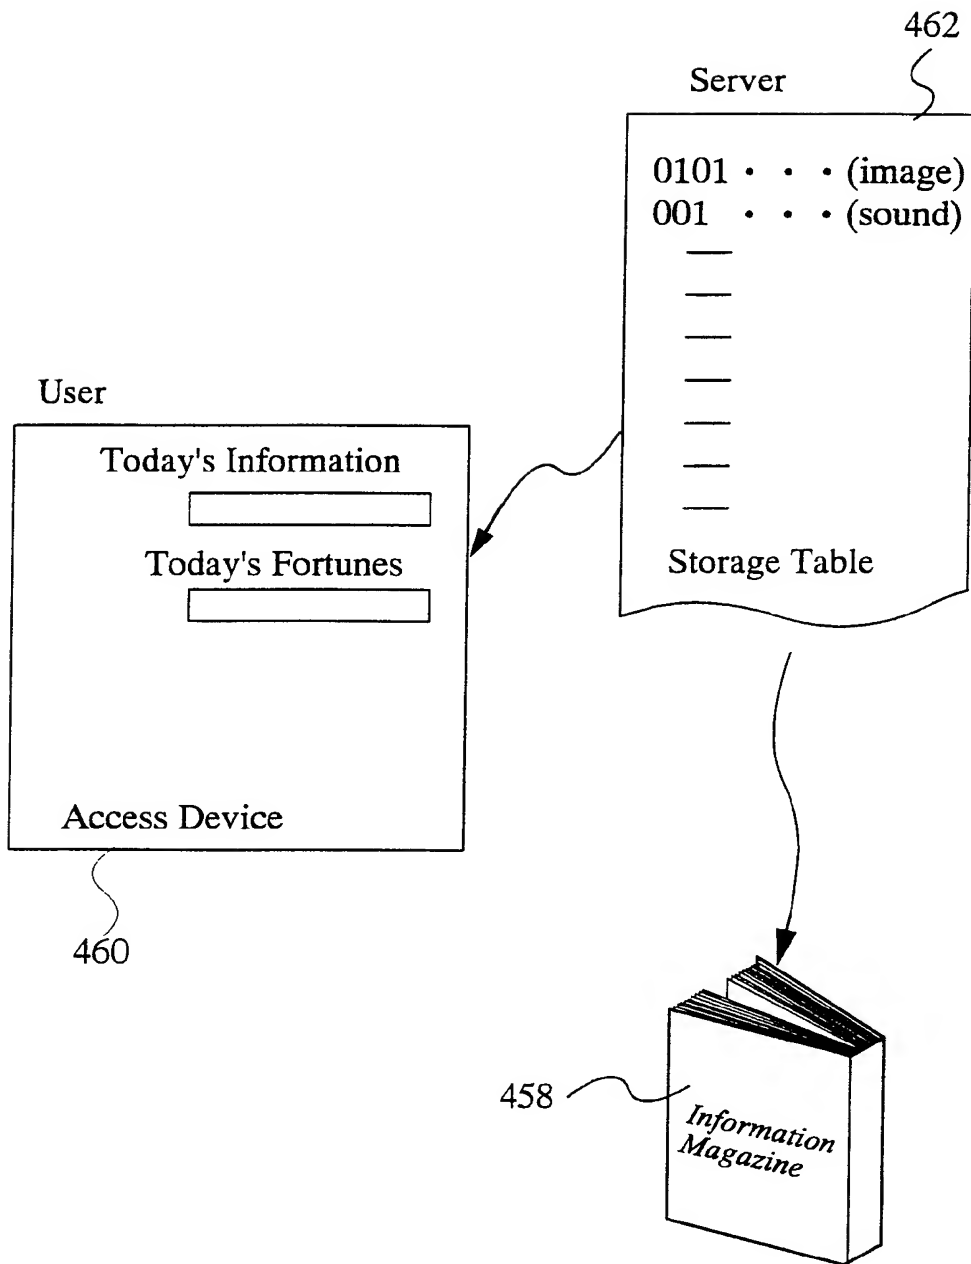 462
Server
0101 · · · (image)
001 · · · (sound)
Storage Table
User
Today's Information
Today's Fortunes
Access Device
460
458
Information
Magazine